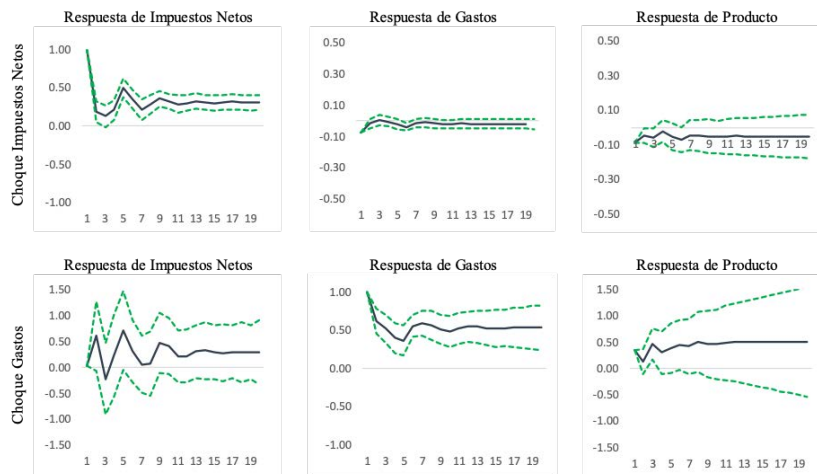 Respuesta de Impuestos Netos
Respuesta de Gastos
Respuesta de Producto
Choque Impuestos Netos
1.00
0.50
0.00
-0.50
-1.00
1 3 5 7 9 11 13 15 17 19
0.50
0.30
0.10
-0.10
-0.30
-0.50
1 3 5 7 9 11 13 15 17 19
0.50
0.30
0.10
-0.10
-0.30
-0.50
1 3 5 7 9 11 13 15 17 19
Respuesta de Impuestos Netos
Respuesta de Gastos
Respuesta de Producto
Choque Gastos
1.50
1.00
0.50
0.00
-0.50
-1.00
-1.50
1 3 5 7 9 11 13 15 17 19
1.00
0.50
0.00
-0.50
-1.00
1 3 5 7 9 11 13 15 17 19
1.50
1.00
0.50
0.00
-0.50
-1.00
-1.50
1 3 5 7 9 11 13 15 17 19